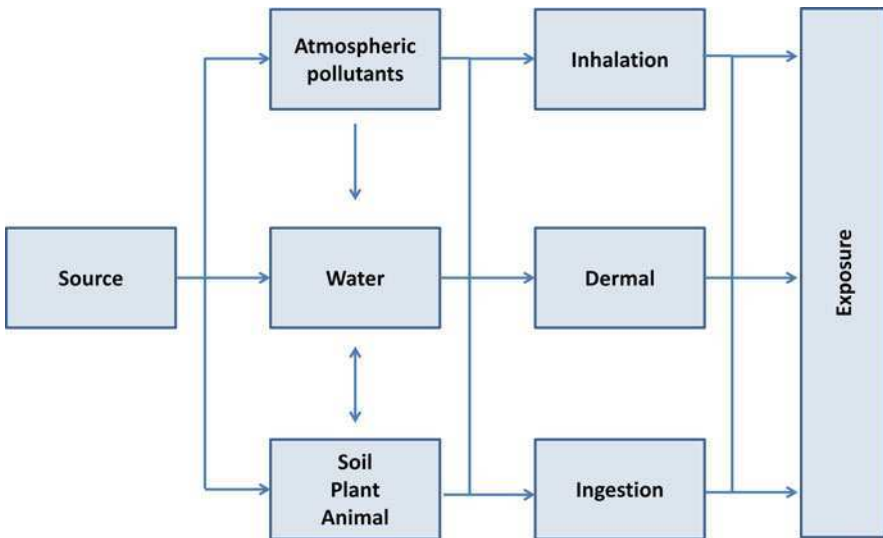 Atmospheric
pollutants
Inhalation
Source
Water
Dermal
Exposure
Soil
Plant
Animal
Ingestion